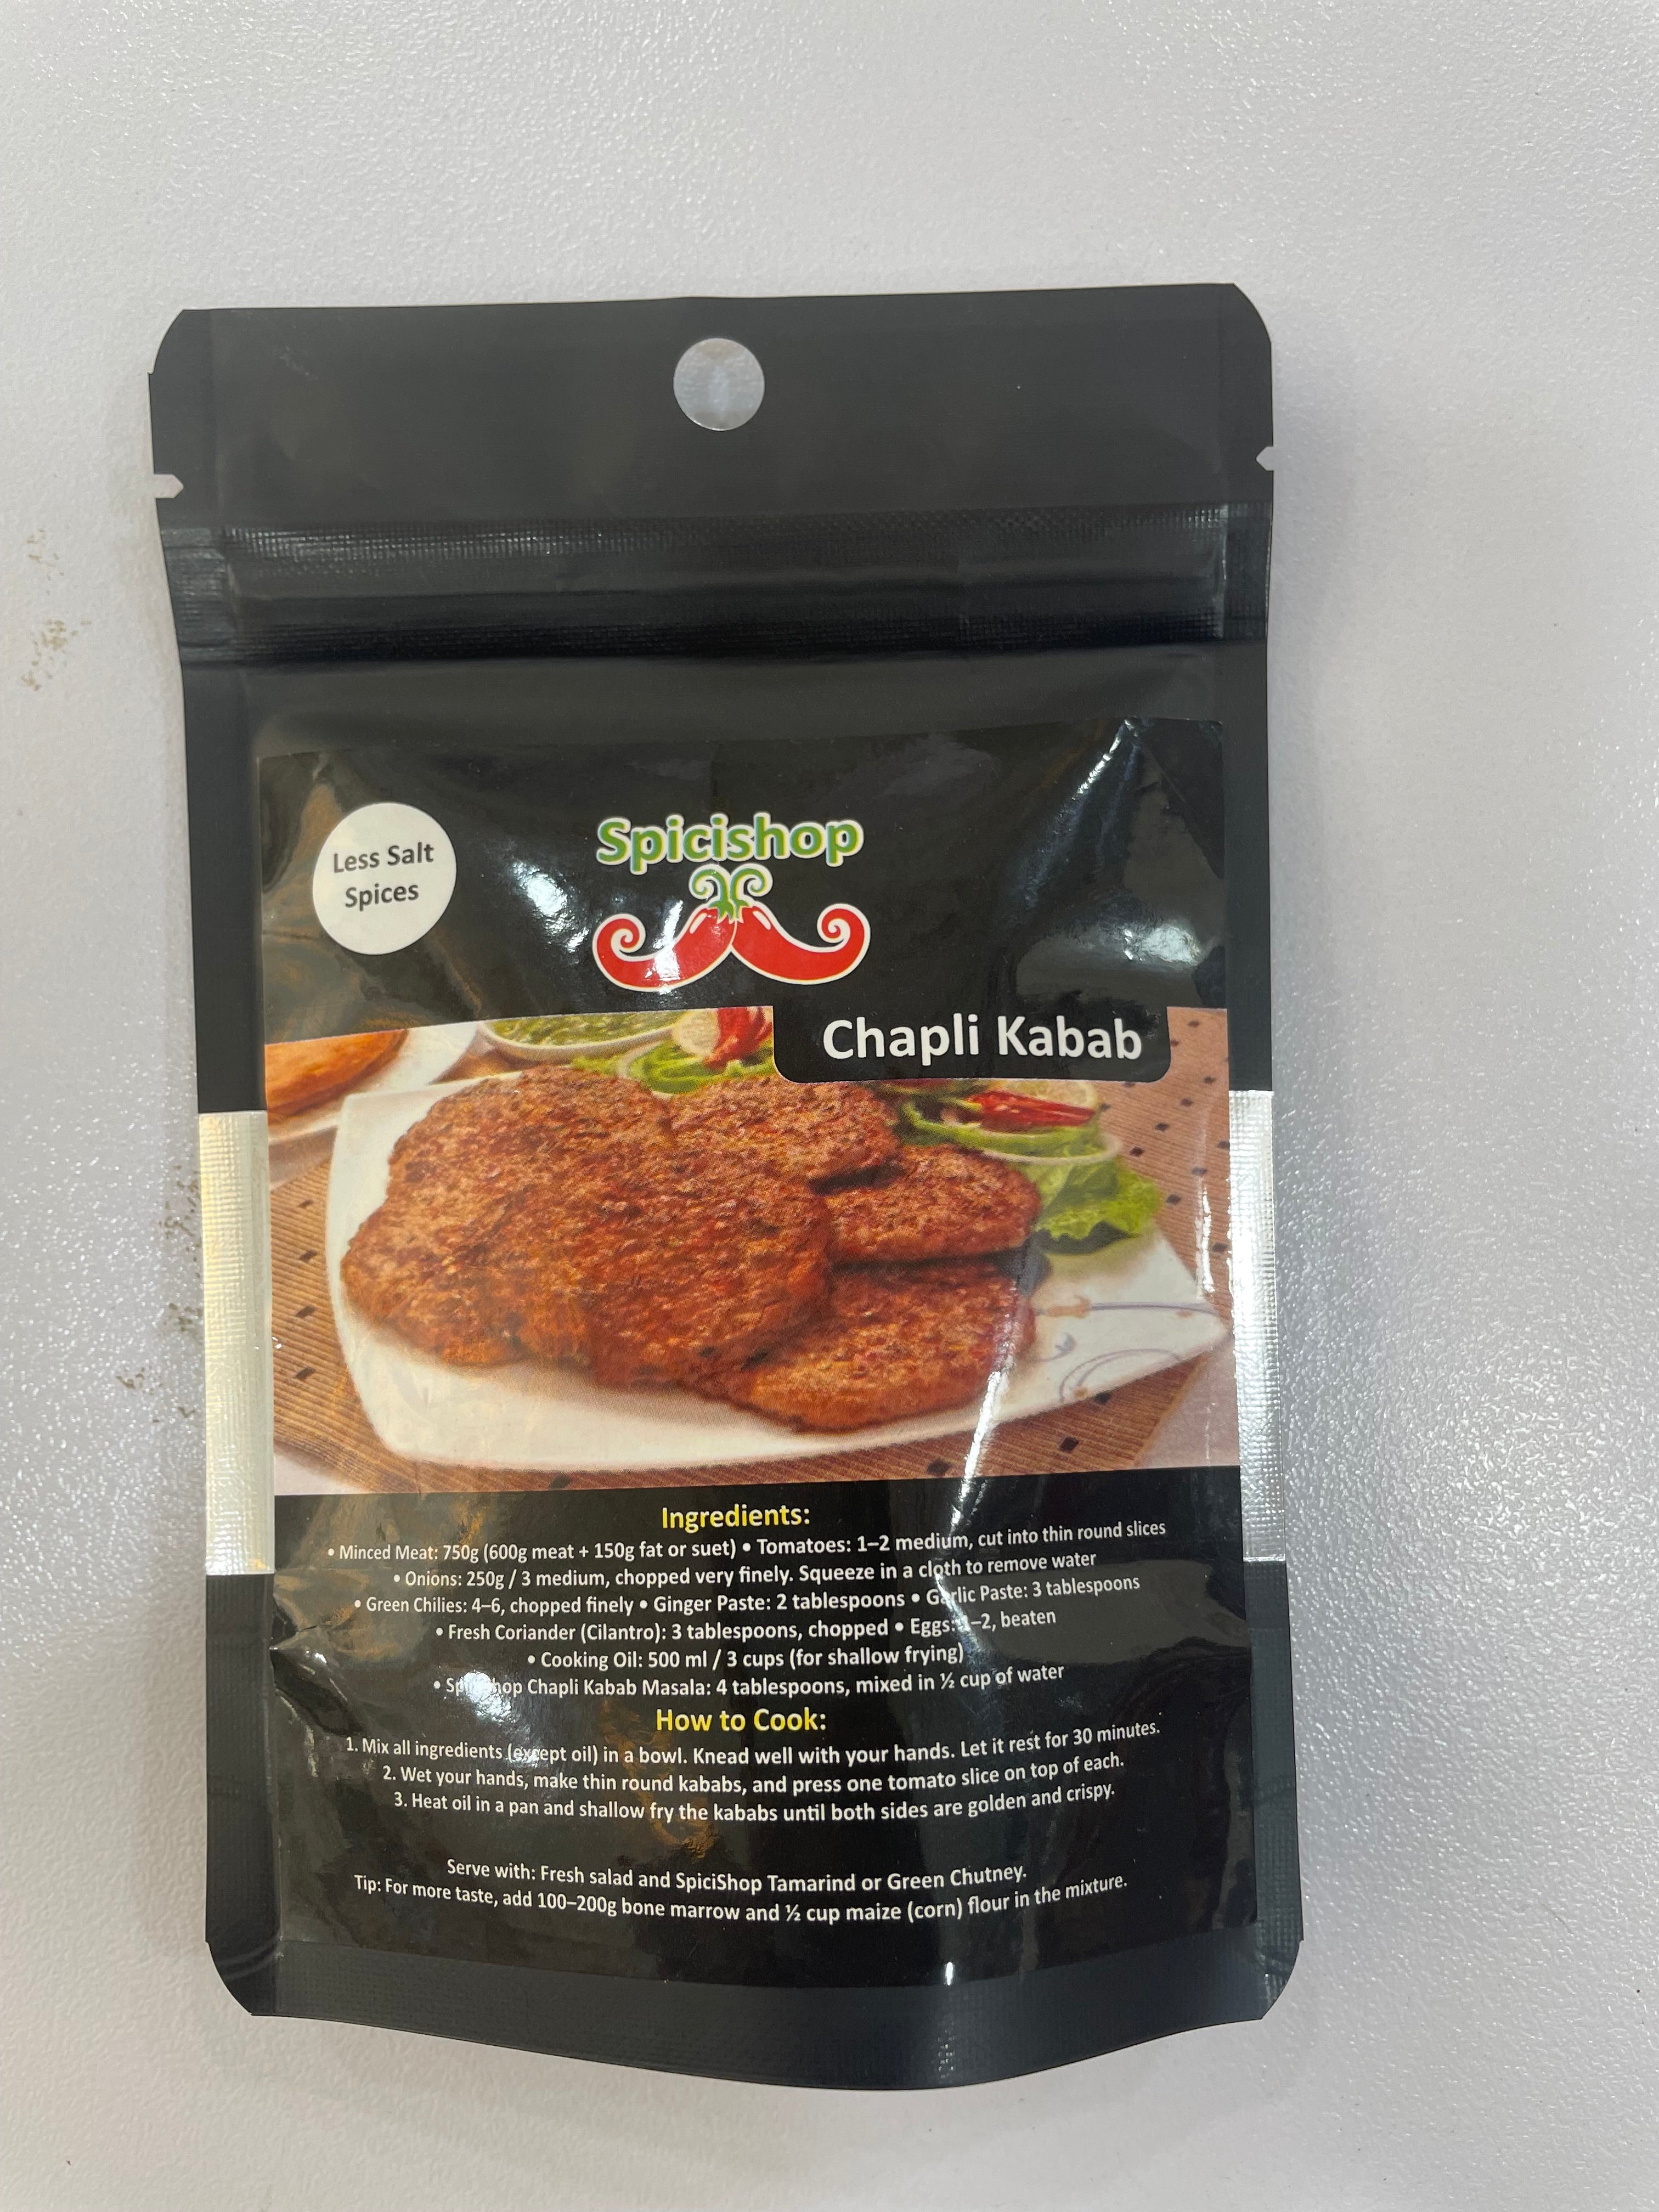 Less Salt
Spices
Spicishop
Chapli Kabab
Ingredients:
• Minced Meat: 750g (600g meat + 150g fat or suet) • Tomatoes: 1–2 medium, cut into thin round slices
• Onions: 250g / 3 medium, chopped very finely. Squeeze in a cloth to remove water
• Green Chilies: 4–6, chopped finely • Ginger Paste: 2 tablespoons • Garlic Paste: 3 tablespoons
• Fresh Coriander (Cilantro): 3 tablespoons, chopped • Eggs: 1–2, beaten
• Cooking Oil: 500 ml / 3 cups (for shallow frying)
• SpiciShop Chapli Kabab Masala: 4 tablespoons, mixed in ½ cup of water
How to Cook:
1. Mix all ingredients (except oil) in a bowl. Knead well with your hands. Let it rest for 30 minutes.
2. Wet your hands, make thin round kababs, and press one tomato slice on top of each.
3. Heat oil in a pan and shallow fry the kababs until both sides are golden and crispy.
Serve with: Fresh salad and SpiciShop Tamarind or Green Chutney.
Tip: For more taste, add 100–200g bone marrow and ½ cup maize (corn) flour in the mixture.